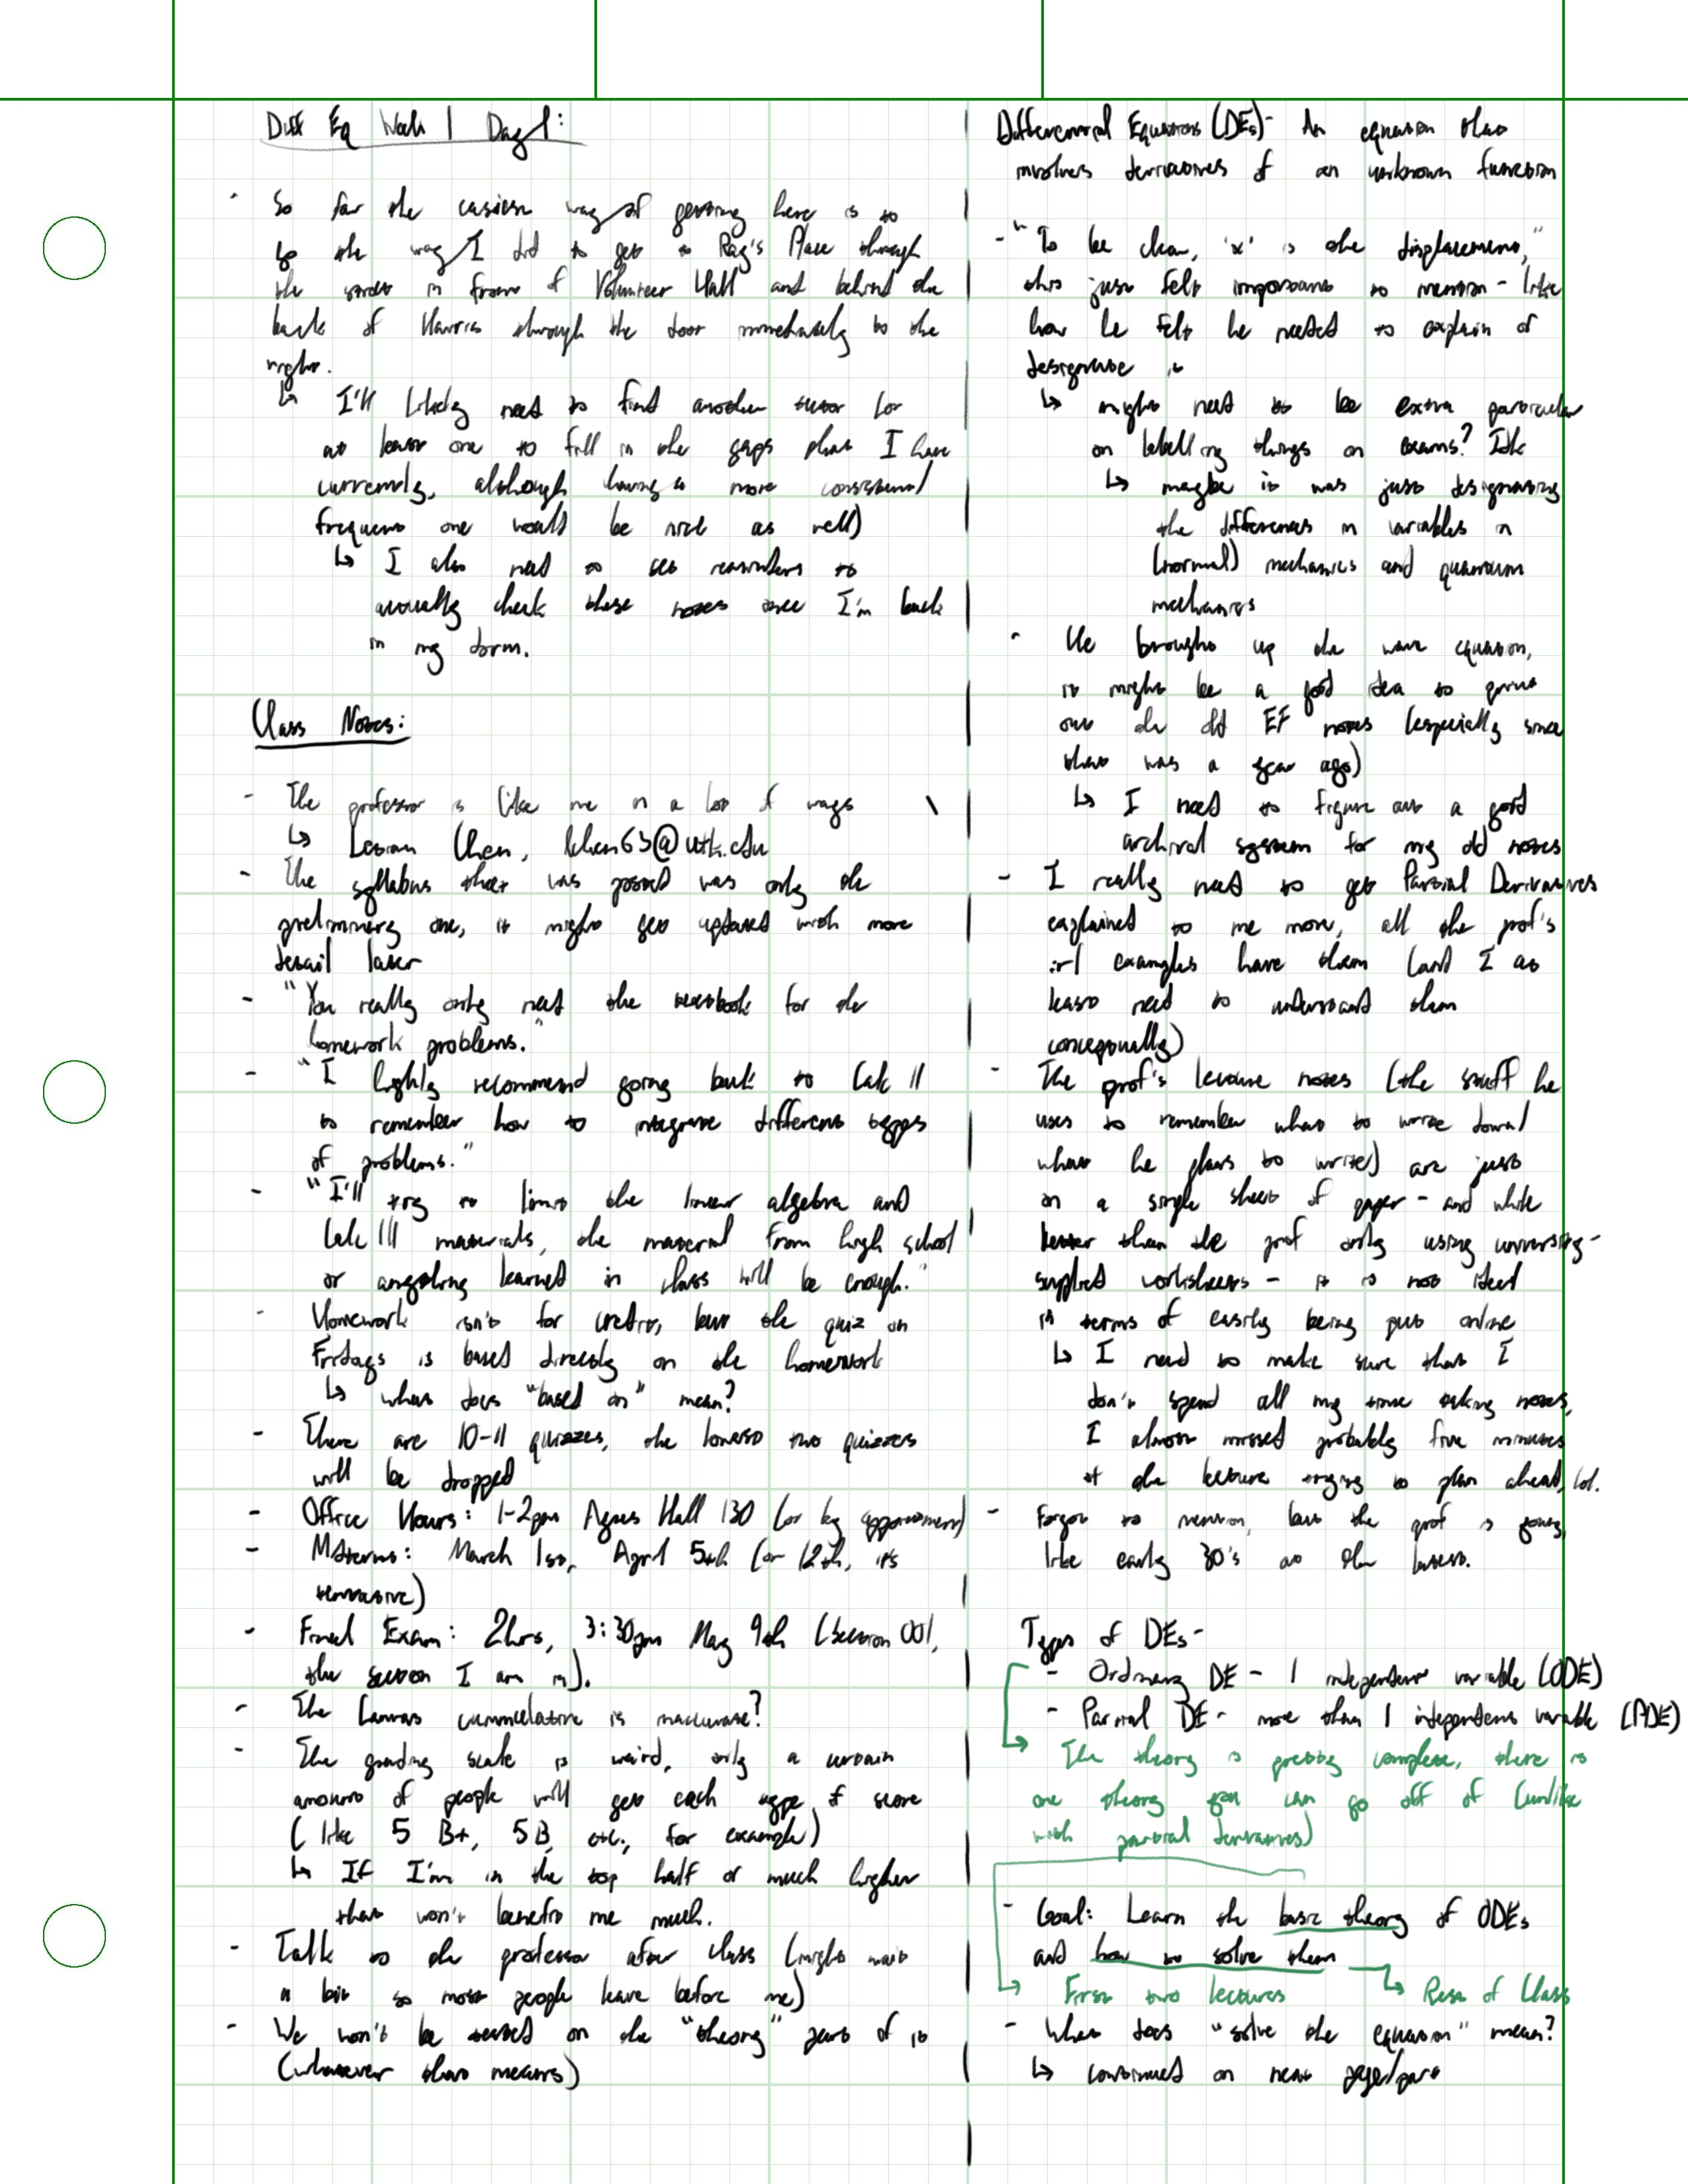 Diff Eq Week 1 Day 1:
- So far the easiest way of getting here is to
go the way I did to get to Ray's Place through
the street in front of Volunteer Hall and behind the
back of Harris through the door immediately to the
right.
↳ I'll likely need to find another tutor (or
at least one to fill in the gaps that I have
currently, although having a more consistent/
frequent one would be nice as well)
↳ I also need to set reminders to
actually check these notes once I'm back
in my dorm.
Class Notes:
- The professor is like me in a lot of ways
↳ Chen, lchen63@utk.edu
- The syllabus that was posted was only the
preliminary one, it might get updated with more
detail later
- "You really only need the textbook for the
homework problems."
- "I highly recommend going back to Calc II
to remember how to integrate different types
of problems."
- "I'll try to limit the linear algebra and
Calc III materials, the material from high school
or anything learned in class will be enough."
- Homework isn't for credit, but the quiz on
Fridays is based directly on the homework
↳ what does "based on" mean?
- There are 10-11 quizzes, the lowest two quizzes
will be dropped
- Office Hours: 1-2pm Ayres Hall 130 (or by appointment)
- Midterms: March 1st, April 5th (or 12th, it's
tentative)
- Final Exam: 2hrs, 3:30pm May 9th (Section 001,
the section I am in).
- The Canvas cummulative is inaccurate?
- The grading scale is weird, only a certain
amount of people will get each type of score
(like 5 B+, 5B, etc., for example)
↳ If I'm in the top half or much higher
that won't benefit me much.
- Talk to the professor after class (might wait
a bit so most people leave before me)
- We won't be tested on the "theory" part of it
(whatever that means)
Differential Equations (DEs)- An equation that
involves derivatives of an unknown function
- "To be clear, 'x' is the displacement,"
this just felt important to mention - like
how he felt he needed to explain or
designate it
↳ might need to be extra particular
on labelling things on exams? Idk
↳ maybe it was just designating
the differences in variables in
(normal) mechanics and quantum
mechanics
- He brought up the wave equation,
it might be a good idea to print
out the old EF notes (especially since
that was a year ago)
↳ I need to figure out a good
archival system for my old notes
- I really need to get Partial Derivatives
explained to me more, all the prof's
irl examples have them (and I at
least need to understand them
conceptually)
- The prof's lecture notes (the stuff he
uses to remember what to write down/
what he plans to write) are just
on a single sheet of paper - and while
better than the prof only using university-
supplied worksheets - it is not ideal
in terms of easily being put online
↳ I need to make sure that I
don't spend all my time taking notes,
I almost missed probably five minutes
of the lecture trying to plan ahead, lol.
- Forgot to mention, but the prof is young,
like early 30's at the latest.
Types of DEs-
- Ordinary DE - 1 independent variable (ODE)
- Partial DE - more than 1 independent variable (PDE)
The theory is pretty complete, there is
one theory you can go off of (unlike
with partial derivatives)
- Goal: Learn the basic theory of ODEs
and how to solve them
First two lectures → Rest of Class
- What does "solve the equation" mean?
↳ continued on next page/part